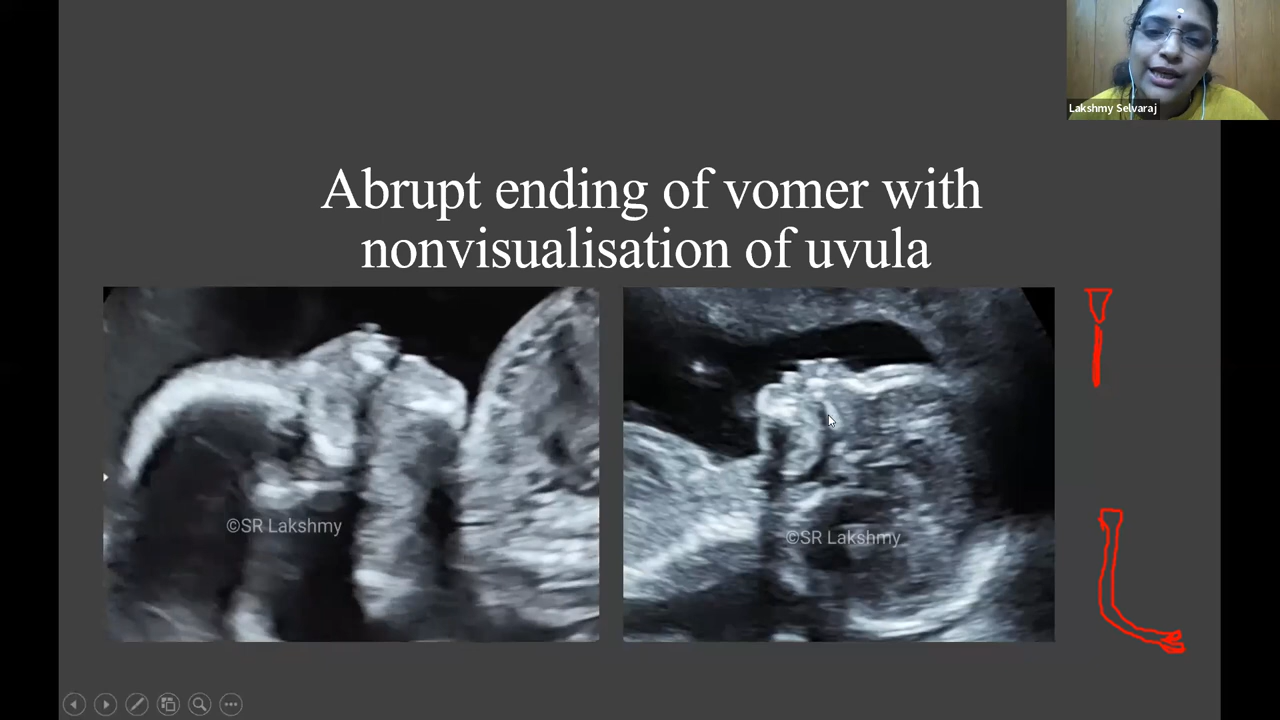 Lakshmy Selvaraj
Abrupt ending of vomer with
nonvisualisation of uvula
©SR Lakshmy
©SR Lakshmy